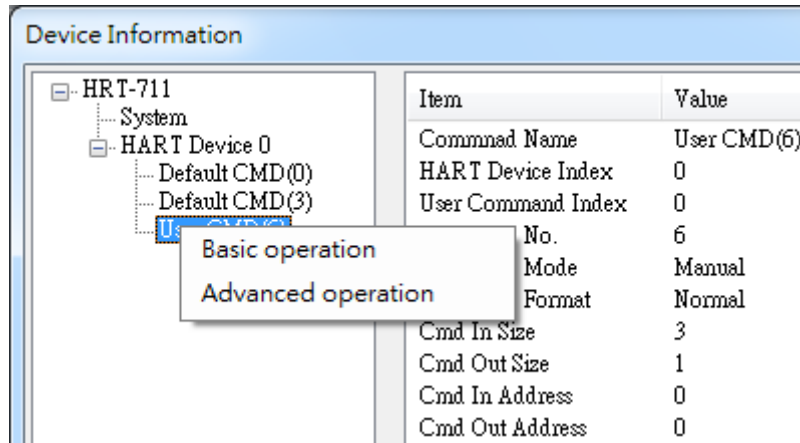 Device Information
HRT-711
System
HART Device 0
Default CMD(0)
Default CMD(3)
Basic operation
Advanced operation
Item Value
Commnad Name User CMD(6)
HART Device Index 0
User Command Index 0
No. 6
Mode Manual
Format Normal
Cmd In Size 3
Cmd Out Size 1
Cmd In Address 0
Cmd Out Address 0